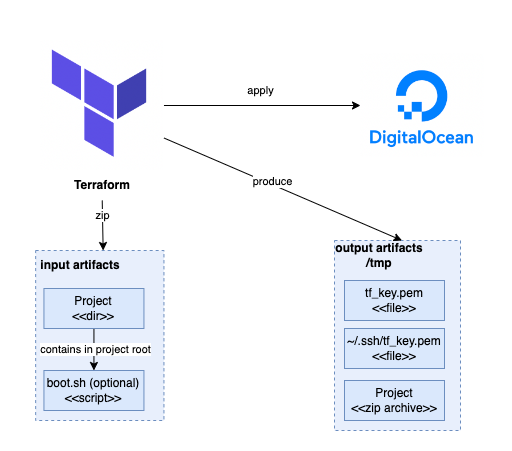 apply
DigitalOcean
Terraform
produce
zip
input artifacts
Project
<<dir>>
contains in project root
boot.sh (optional)
<<script>>
output artifacts
/tmp
tf_key.pem
<<file>>
~/.ssh/tf_key.pem
<<file>>
Project
<<zip archive>>